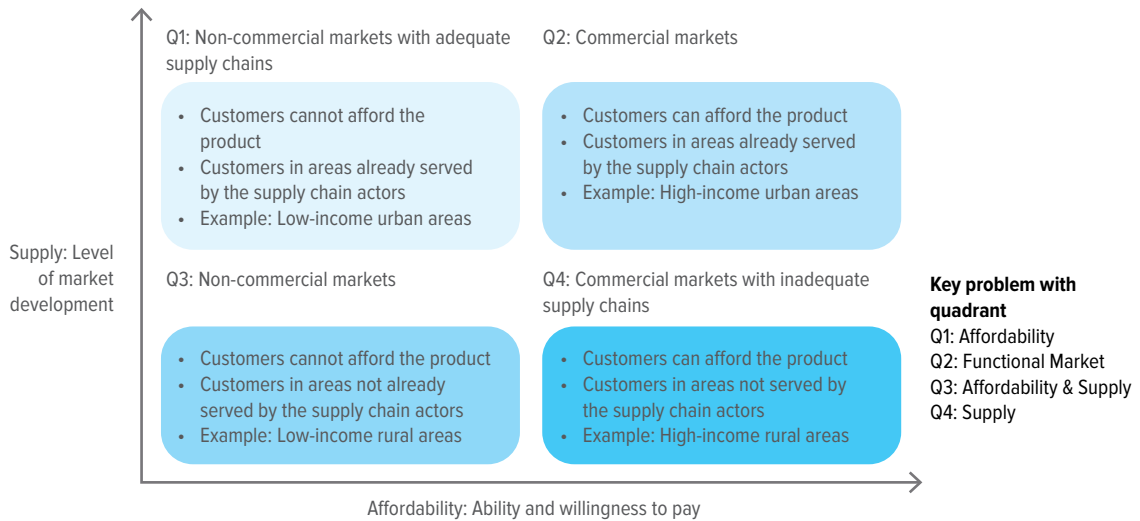 Q1: Non-commercial markets with adequate
supply chains
• Customers cannot afford the
product
• Customers in areas already served
by the supply chain actors
• Example: Low-income urban areas
Q2: Commercial markets
• Customers can afford the product
• Customers in areas already served
by the supply chain actors
• Example: High-income urban areas
Supply: Level
of market
development
Q3: Non-commercial markets
• Customers cannot afford the product
• Customers in areas not already
served by the supply chain actors
• Example: Low-income rural areas
Q4: Commercial markets with inadequate
supply chains
• Customers can afford the product
• Customers in areas not served by
the supply chain actors
• Example: High-income rural areas
Key problem with
quadrant
Q1: Affordability
Q2: Functional Market
Q3: Affordability & Supply
Q4: Supply
Affordability: Ability and willingness to pay